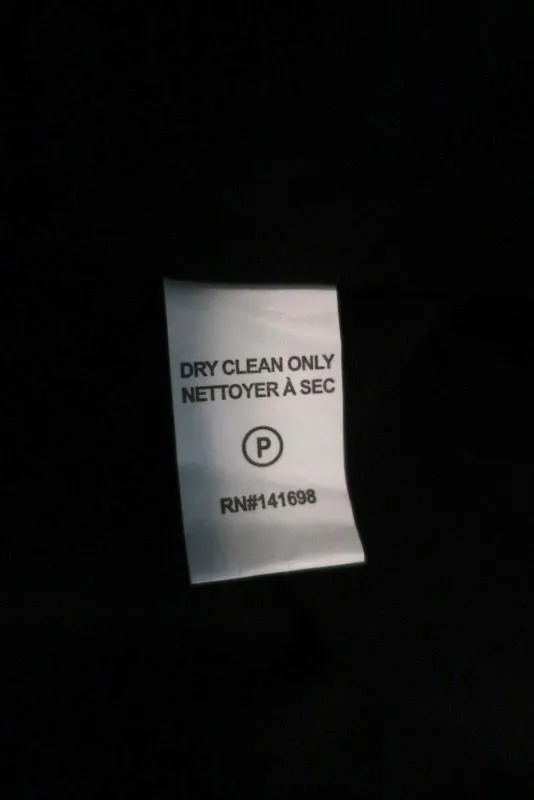 DRY CLEAN ONLY
NETTOYER À SEC
P
RN#141698